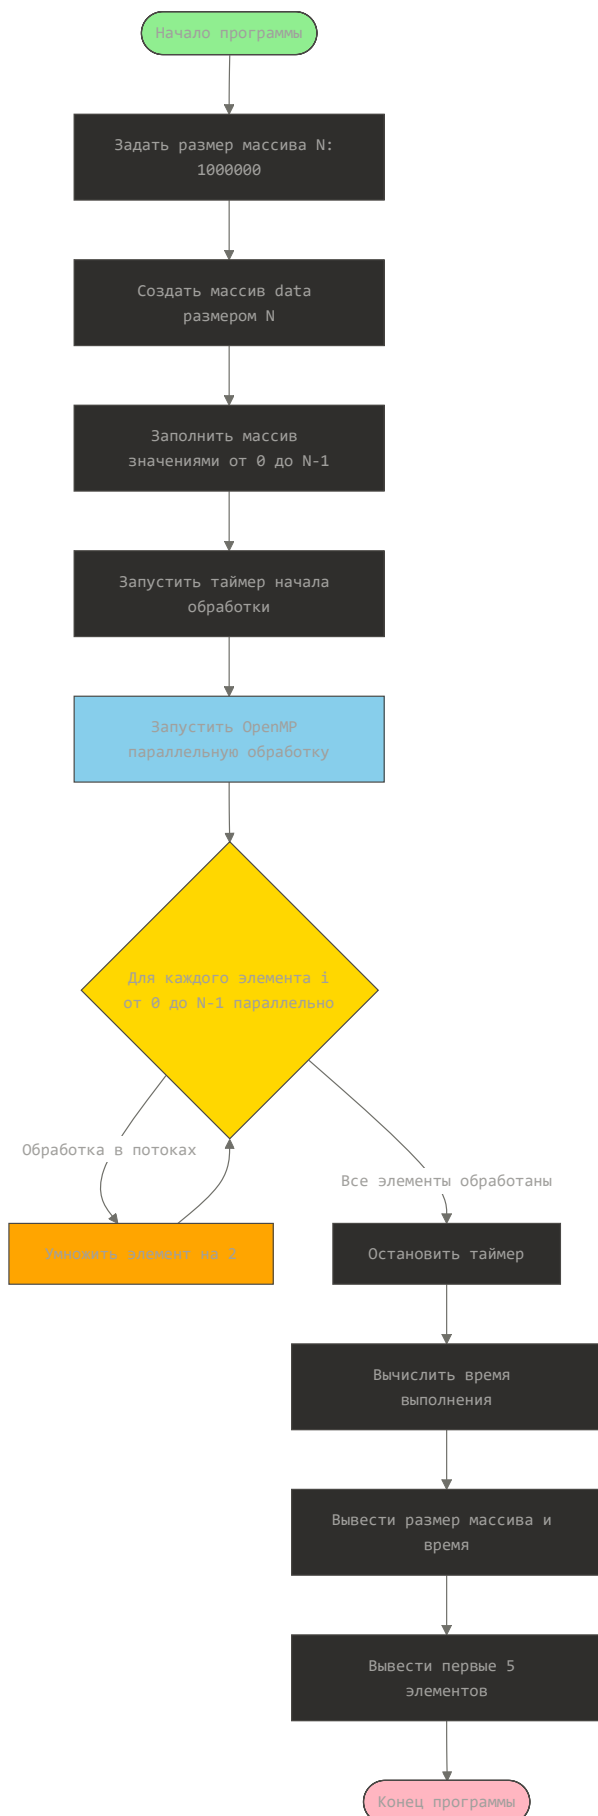 Начало программы
Задать размер массива N:
1000000
Создать массив data
размером N
Заполнить массив
значениями от 0 до N-1
Запустить таймер начала
обработки
Запустить OpenMP
параллельную обработку
Для каждого элемента i
от 0 до N-1 параллельно
Обработка в потоках
Все элементы обработаны
Умножить элемент на 2
Остановить таймер
Вычислить время
выполнения
Вывести размер массива и
время
Вывести первые 5
элементов
Конец программы